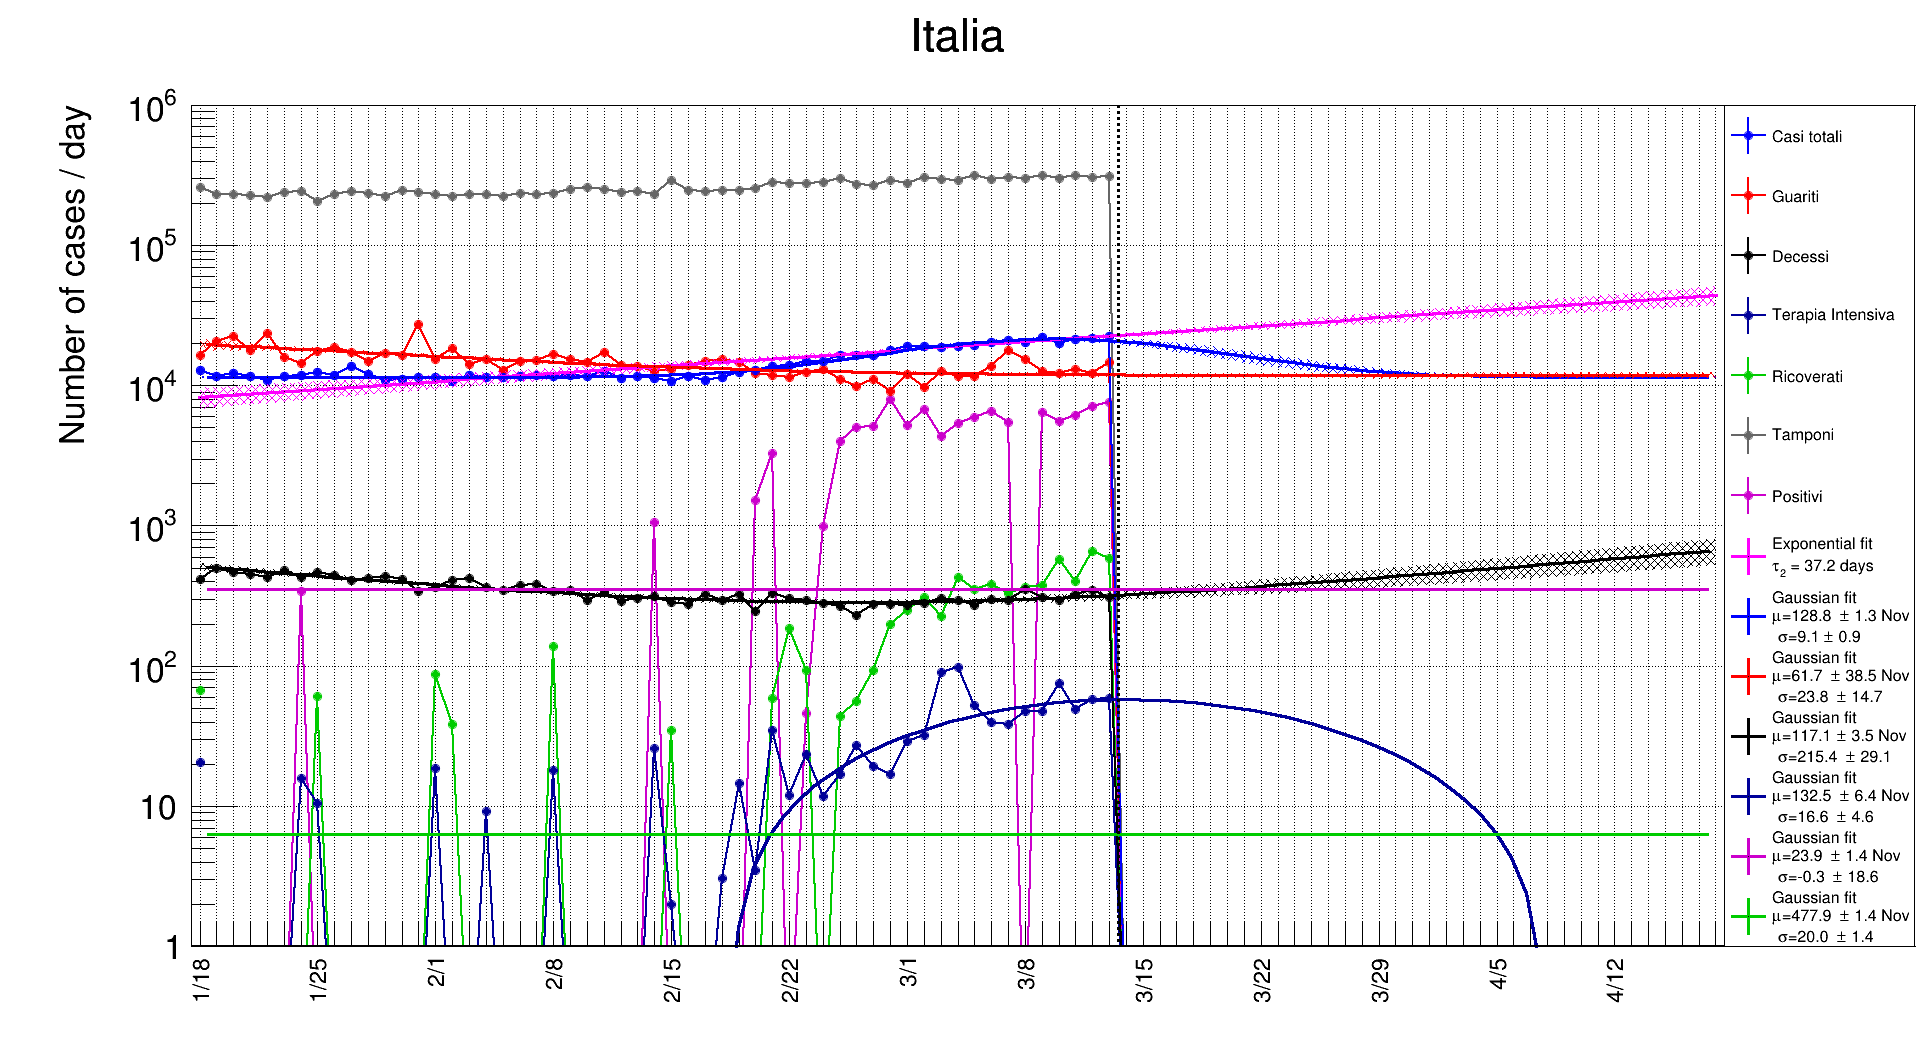 Italia
Number of cases / day
10^6
10^5
10^4
10^3
10^2
10
1
1/18
1/25
2/1
2/8
2/15
2/22
3/1
3/8
3/15
3/22
3/29
4/5
4/12
Casi totali
Guariti
Decessi
Terapia Intensiva
Ricoverati
Tamponi
Positivi
Exponential fit
τ_2 = 37.2 days
Gaussian fit
μ=128.8 ± 1.3 Nov
σ=9.1 ± 0.9
Gaussian fit
μ=61.7 ± 38.5 Nov
σ=23.8 ± 14.7
Gaussian fit
μ=117.1 ± 3.5 Nov
σ=215.4 ± 29.1
Gaussian fit
μ=132.5 ± 6.4 Nov
σ=16.6 ± 4.6
Gaussian fit
μ=23.9 ± 1.4 Nov
σ=-0.3 ± 18.6
Gaussian fit
μ=477.9 ± 1.4 Nov
σ=20.0 ± 1.4